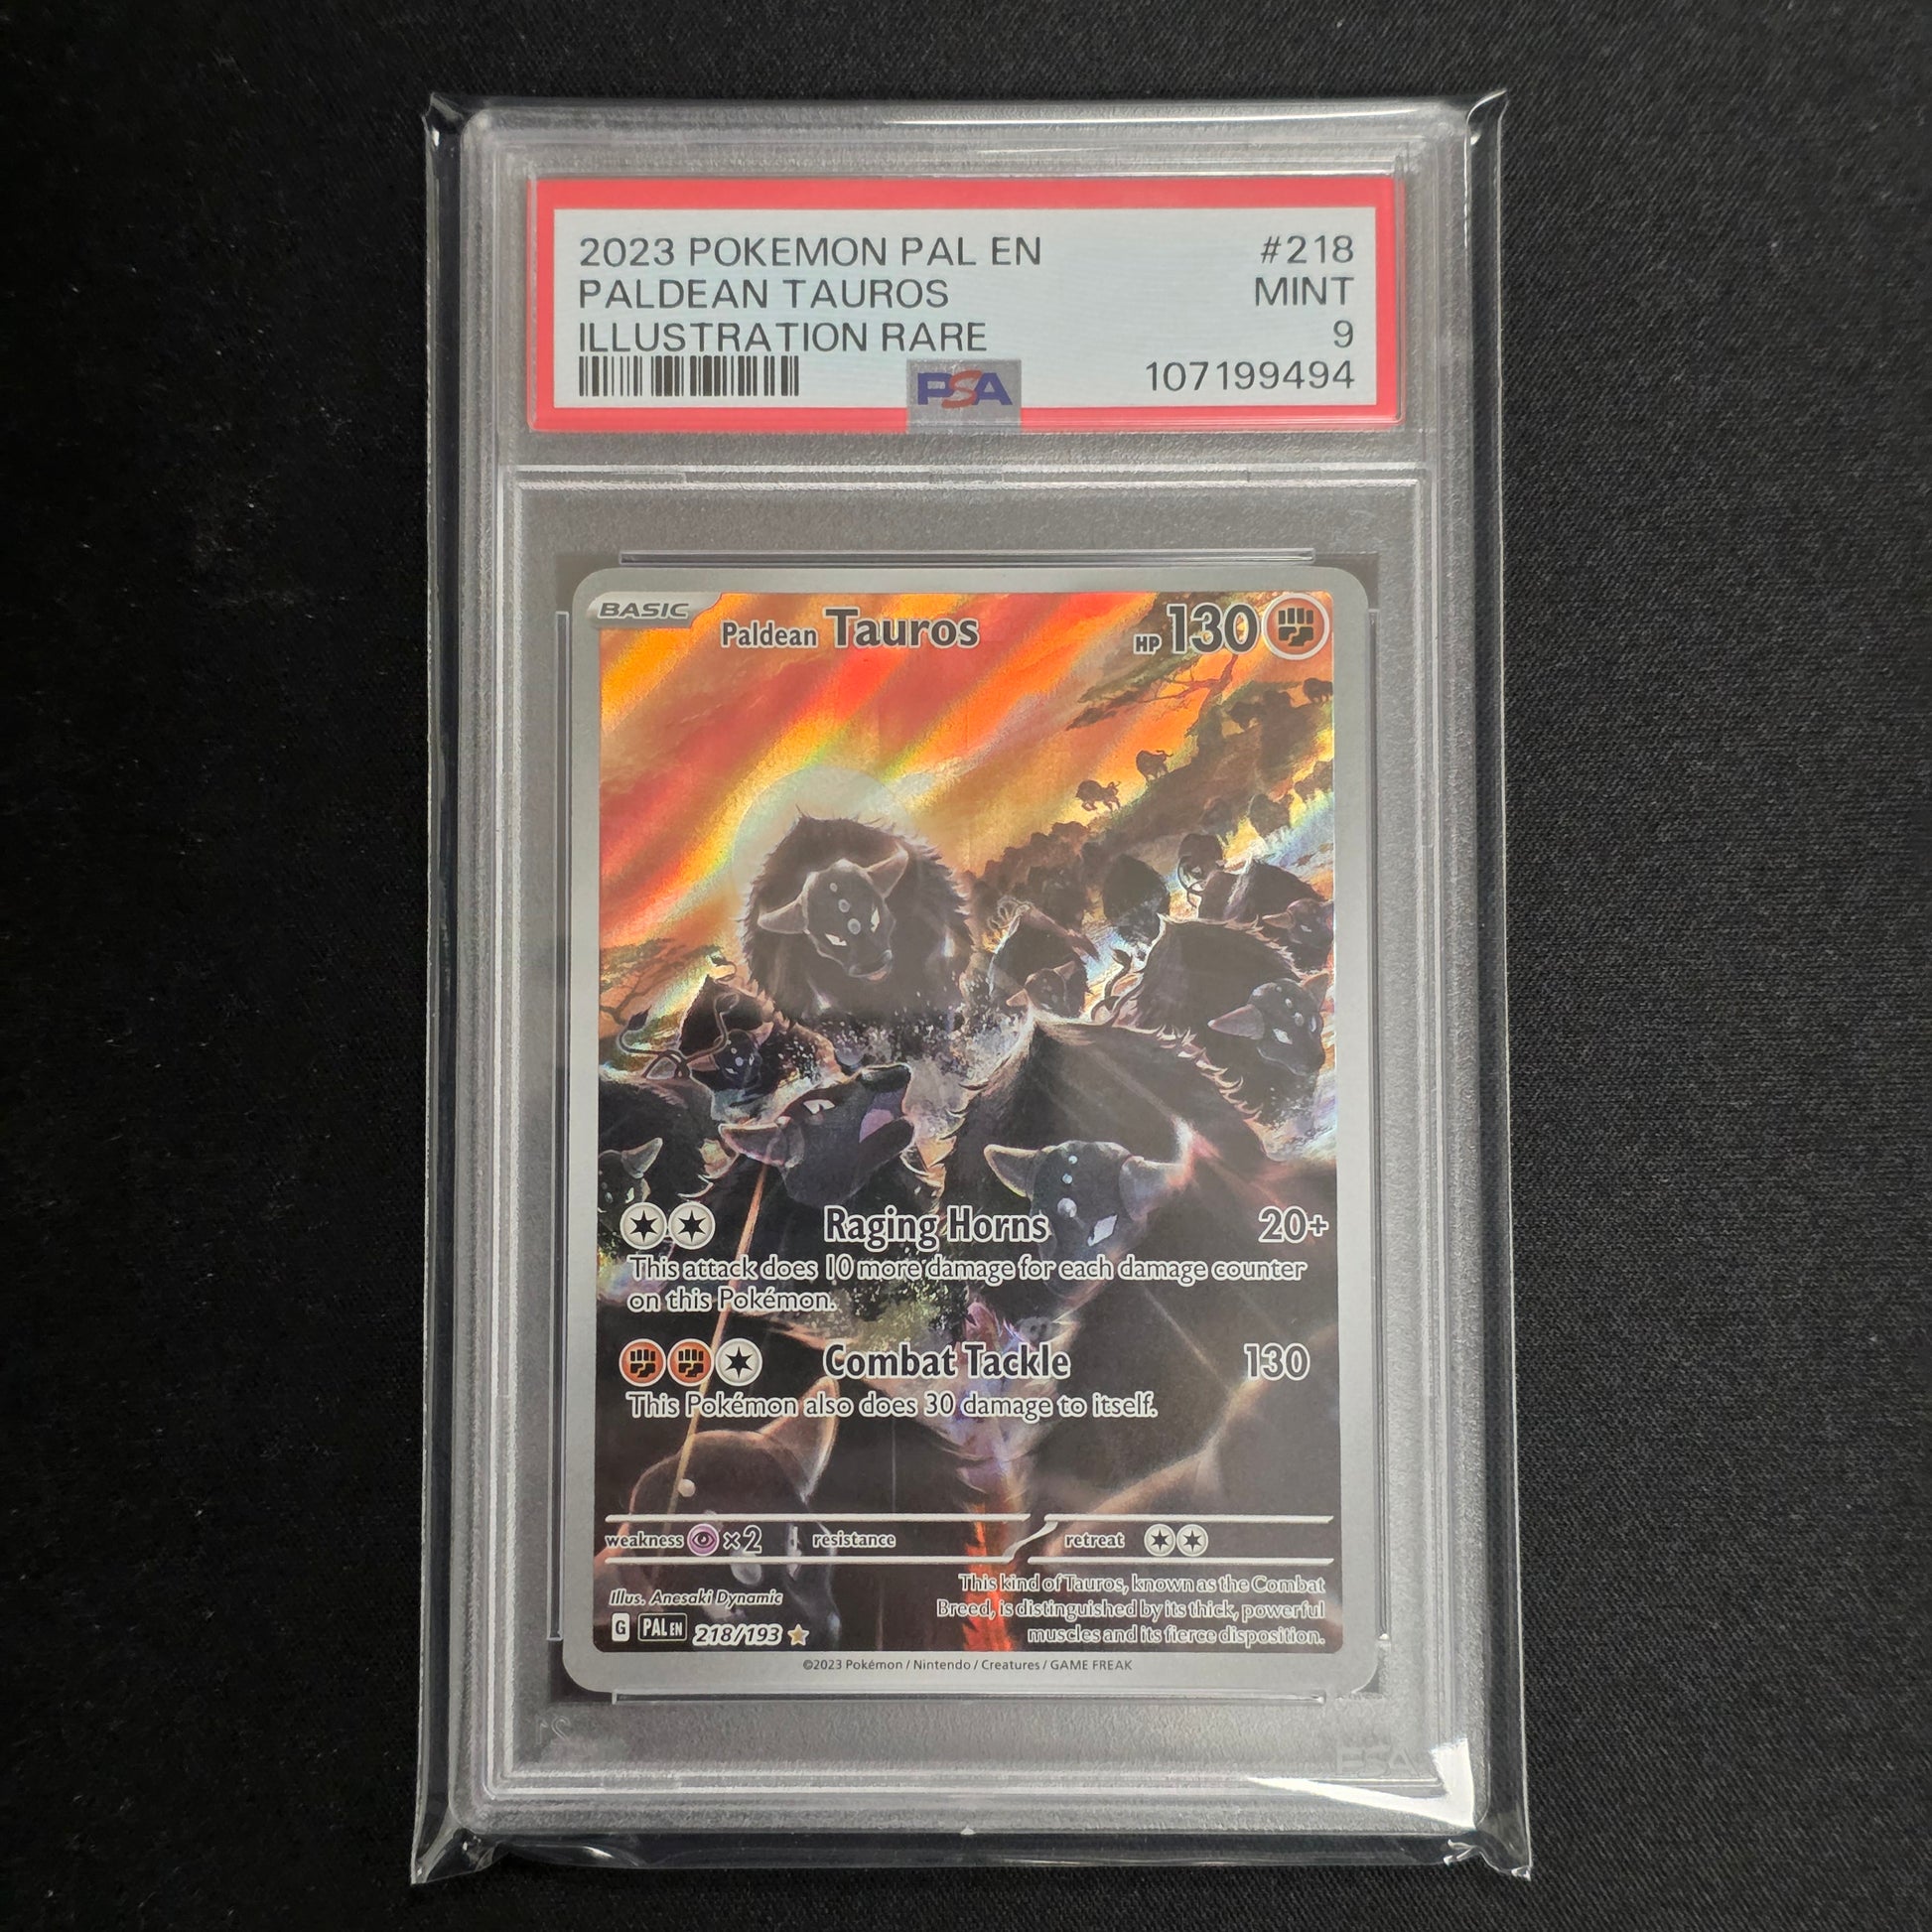 2023 POKEMON PAL EN #218
PALDEAN TAUROS MINT
ILLUSTRATION RARE 9
PSA 107199494
BASIC Paldean Tauros HP 130
Raging Horns 20+
This attack does 10 more damage for each damage counter
on this Pokémon.
Combat Tackle 130
This Pokémon also does 30 damage to itself.
weakness ×2 resistance retreat
Illus. Anesaki Dynamic
This kind of Tauros, known as the Combat
Breed, is distinguished by its thick, powerful
muscles and its fierce disposition.
G PAL EN 218/193
©2023 Pokémon / Nintendo / Creatures / GAME FREAK
PSA